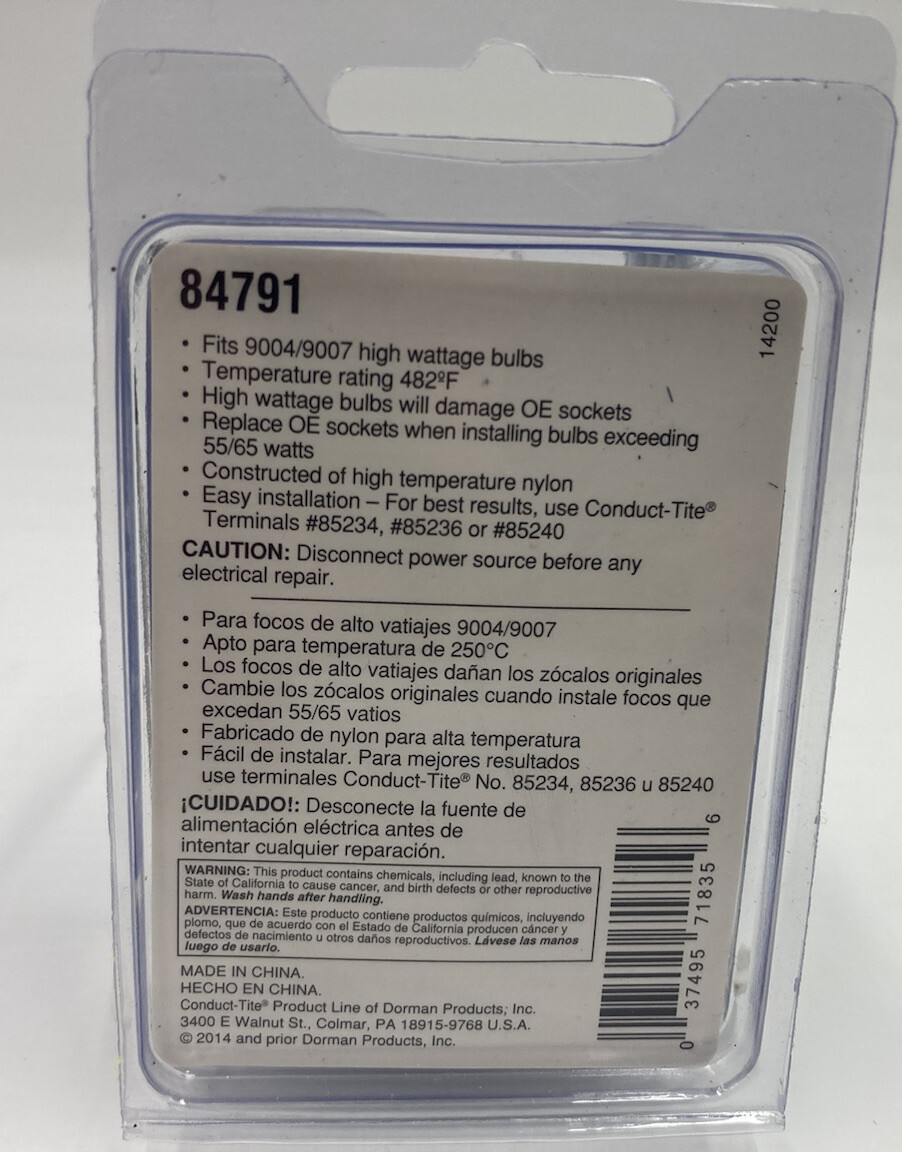 84791
14200
• Fits 9004/9007 high wattage bulbs
• Temperature rating 482ºF
• High wattage bulbs will damage OE sockets
• Replace OE sockets when installing bulbs exceeding
55/65 watts
• Constructed of high temperature nylon
• Easy installation – For best results, use Conduct-Tite®
Terminals #85234, #85236 or #85240
CAUTION: Disconnect power source before any
electrical repair.
• Para focos de alto vatiajes 9004/9007
• Apto para temperatura de 250°C
• Los focos de alto vatiajes dañan los zócalos originales
• Cambie los zócalos originales cuando instale focos que
excedan 55/65 vatios
• Fabricado de nylon para alta temperatura
• Fácil de instalar. Para mejores resultados
use terminales Conduct-Tite® No. 85234, 85236 u 85240
¡CUIDADO!: Desconecte la fuente de
alimentación eléctrica antes de
intentar cualquier reparación.
WARNING: This product contains chemicals, including lead, known to the
State of California to cause cancer, and birth defects or other reproductive
harm. Wash hands after handling.
ADVERTENCIA: Este producto contiene productos químicos, incluyendo
plomo, que de acuerdo con el Estado de California producen cáncer y
defectos de nacimiento u otros daños reproductivos. Lávese las manos
luego de usarlo.
MADE IN CHINA.
HECHO EN CHINA.
Conduct-Tite® Product Line of Dorman Products, Inc.
3400 E Walnut St., Colmar, PA 18915-9768 U.S.A.
© 2014 and prior Dorman Products, Inc.
0 37495 71835 6